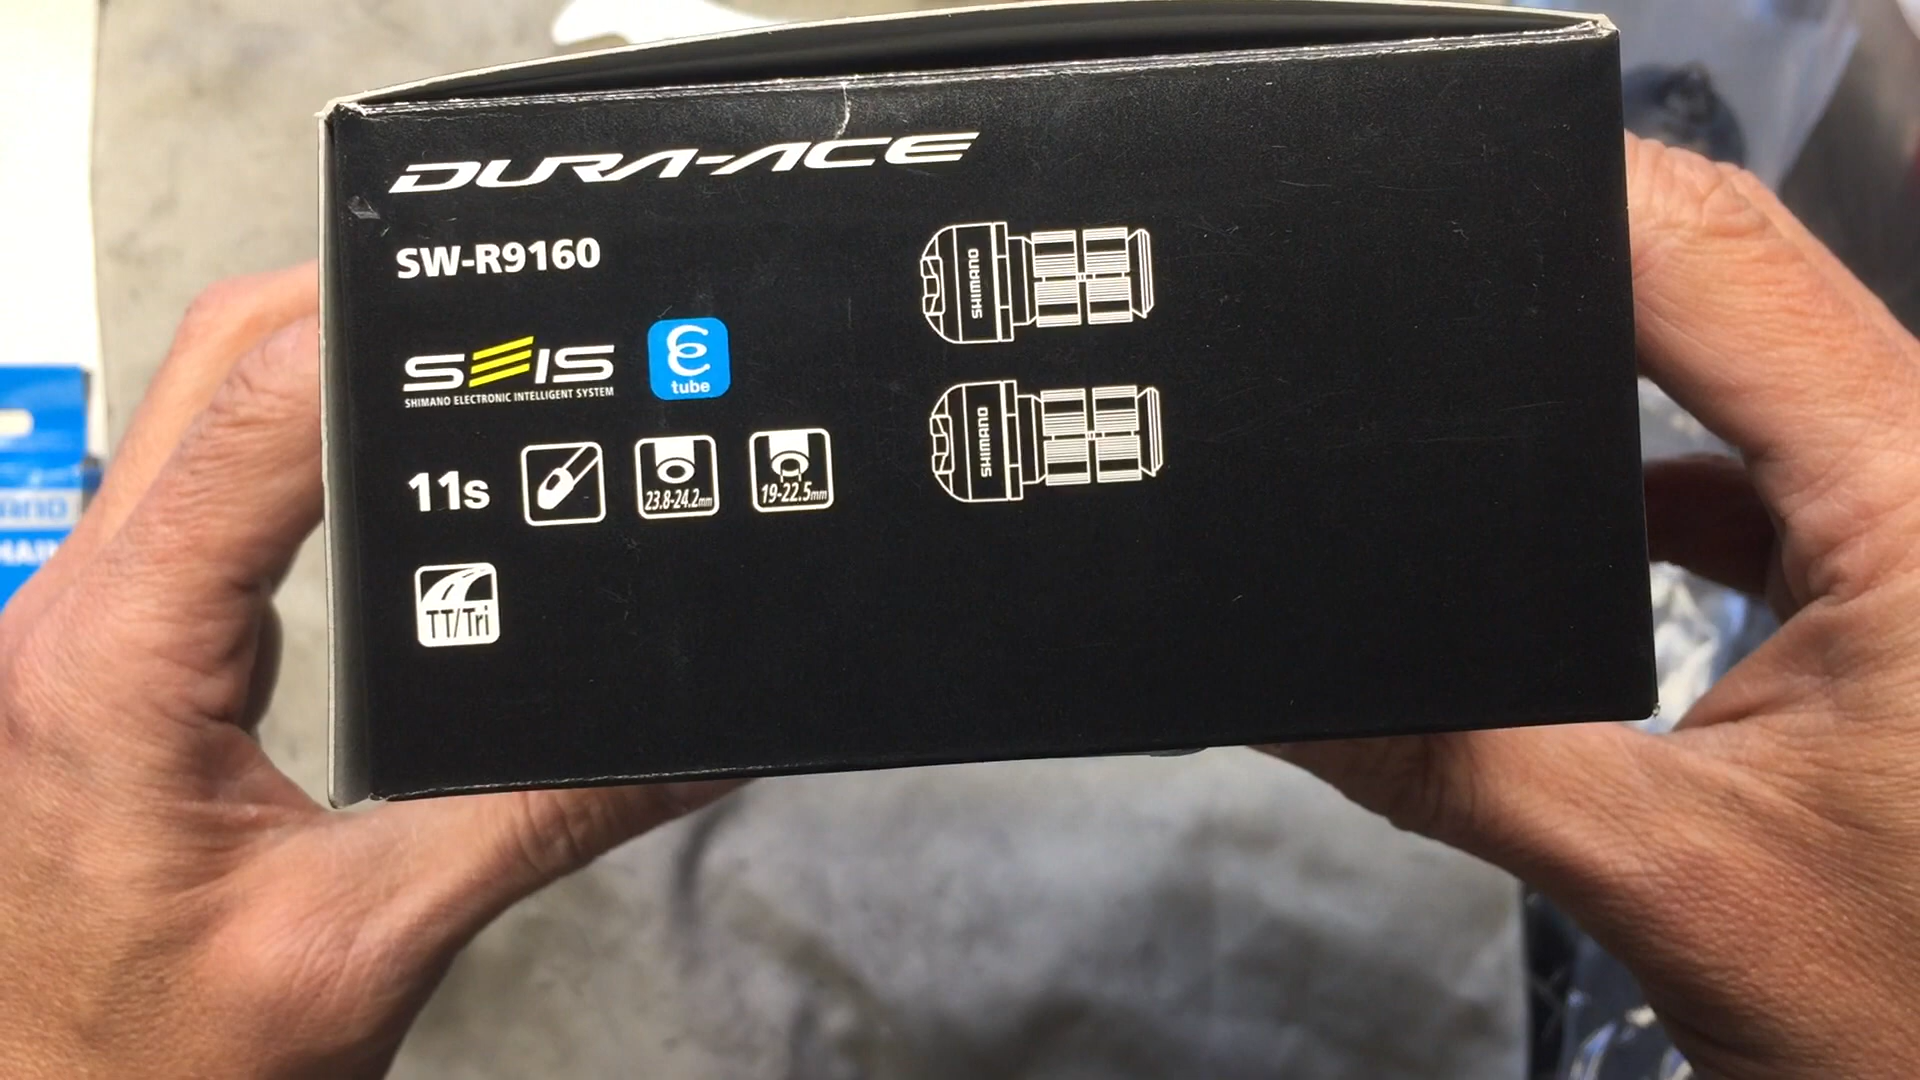 DURA-ACE
SW-R9160
SEIS
SHIMANO ELECTRONIC INTELLIGENT SYSTEM
e tube
11s
23.8-24.2mm
19-22.5mm
TT/Tri
SHIMANO
SHIMANO